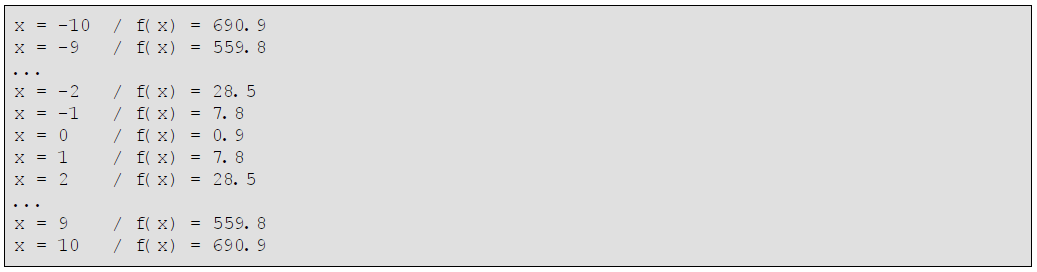 x = -10  / f(x) = 690.9
x = -9   / f(x) = 559.8
...
x = -2   / f(x) = 28.5
x = -1   / f(x) = 7.8
x = 0    / f(x) = 0.9
x = 1    / f(x) = 7.8
x = 2    / f(x) = 28.5
...
x = 9    / f(x) = 559.8
x = 10   / f(x) = 690.9